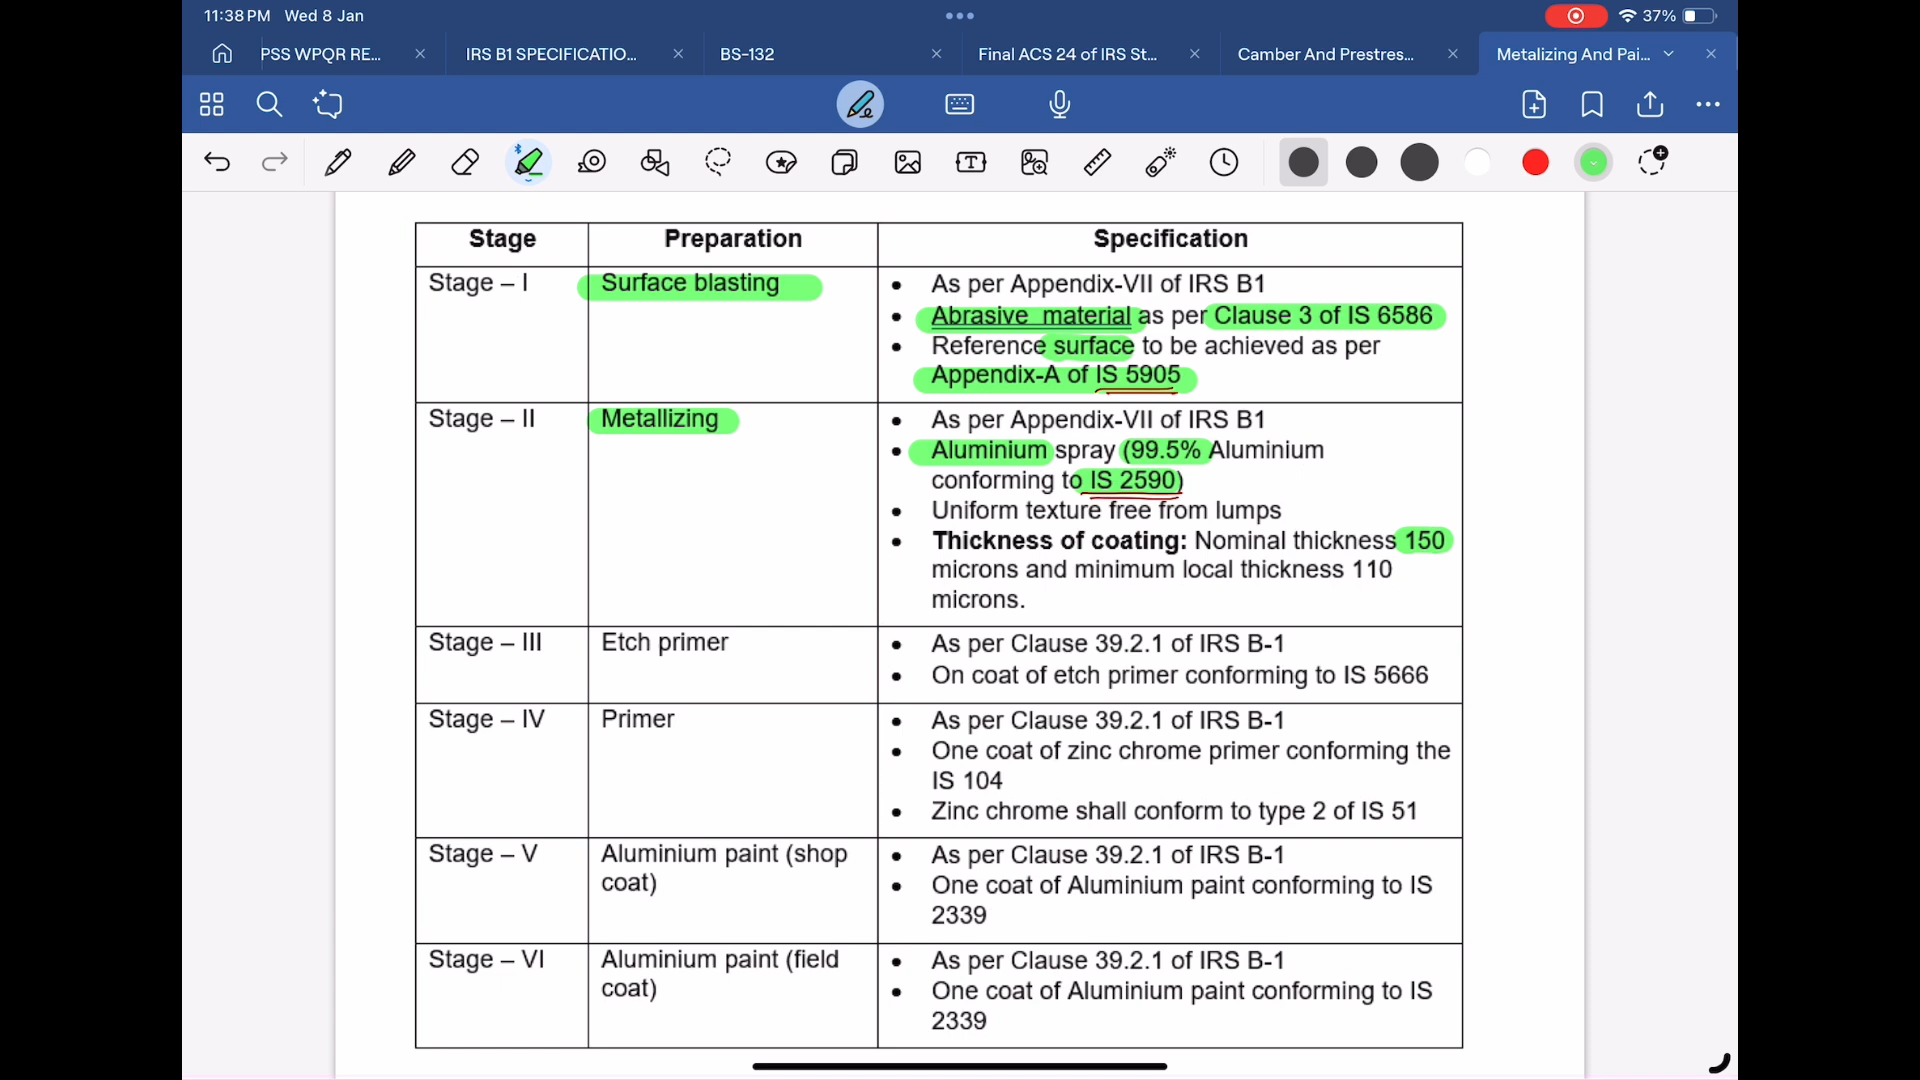 11:38 PM Wed 8 Jan
37%
PSS WPQR RE...
IRS B1 SPECIFICATIO...
BS-132
Final ACS 24 of IRS St...
Camber And Prestres...
Metalizing And Pai...
Stage Preparation Specification
Stage – I Surface blasting
• As per Appendix-VII of IRS B1
• Abrasive material as per Clause 3 of IS 6586
• Reference surface to be achieved as per
Appendix-A of IS 5905
Stage – II Metallizing
• As per Appendix-VII of IRS B1
• Aluminium spray (99.5% Aluminium
conforming to IS 2590)
• Uniform texture free from lumps
• Thickness of coating: Nominal thickness 150
microns and minimum local thickness 110
microns.
Stage – III Etch primer
• As per Clause 39.2.1 of IRS B-1
• On coat of etch primer conforming to IS 5666
Stage – IV Primer
• As per Clause 39.2.1 of IRS B-1
• One coat of zinc chrome primer conforming the
IS 104
• Zinc chrome shall conform to type 2 of IS 51
Stage – V Aluminium paint (shop
coat)
• As per Clause 39.2.1 of IRS B-1
• One coat of Aluminium paint conforming to IS
2339
Stage – VI Aluminium paint (field
coat)
• As per Clause 39.2.1 of IRS B-1
• One coat of Aluminium paint conforming to IS
2339